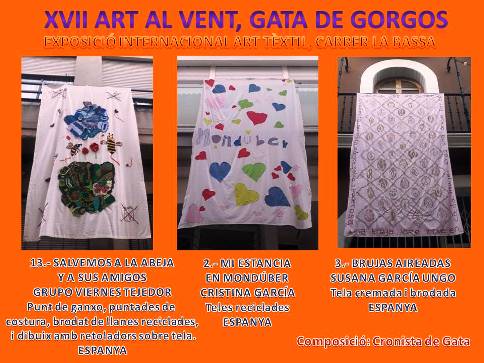 XVII ART AL VENT, GATA DE GORGOS
EXPOSICIÓ INTERNACIONAL ART TÈXTIL, CARRER LA BASSA
Mondúber
13.- SALVEMOS A LA ABEJA
Y A SUS AMIGOS
GRUPO VIERNES TEJEDOR
Punt de ganxo, puntades de
costura, brodat de llanes reciclades,
i dibuix amb retoladors sobre tela.
ESPANYA
2.- MI ESTANCIA
EN MONDÚBER
CRISTINA GARCÍA
Teles reciclades
ESPANYA
3.- BRUJAS AIREADAS
SUSANA GARCÍA UNGO
Tela cremada i brodada
ESPANYA
Composició: Cronista de Gata